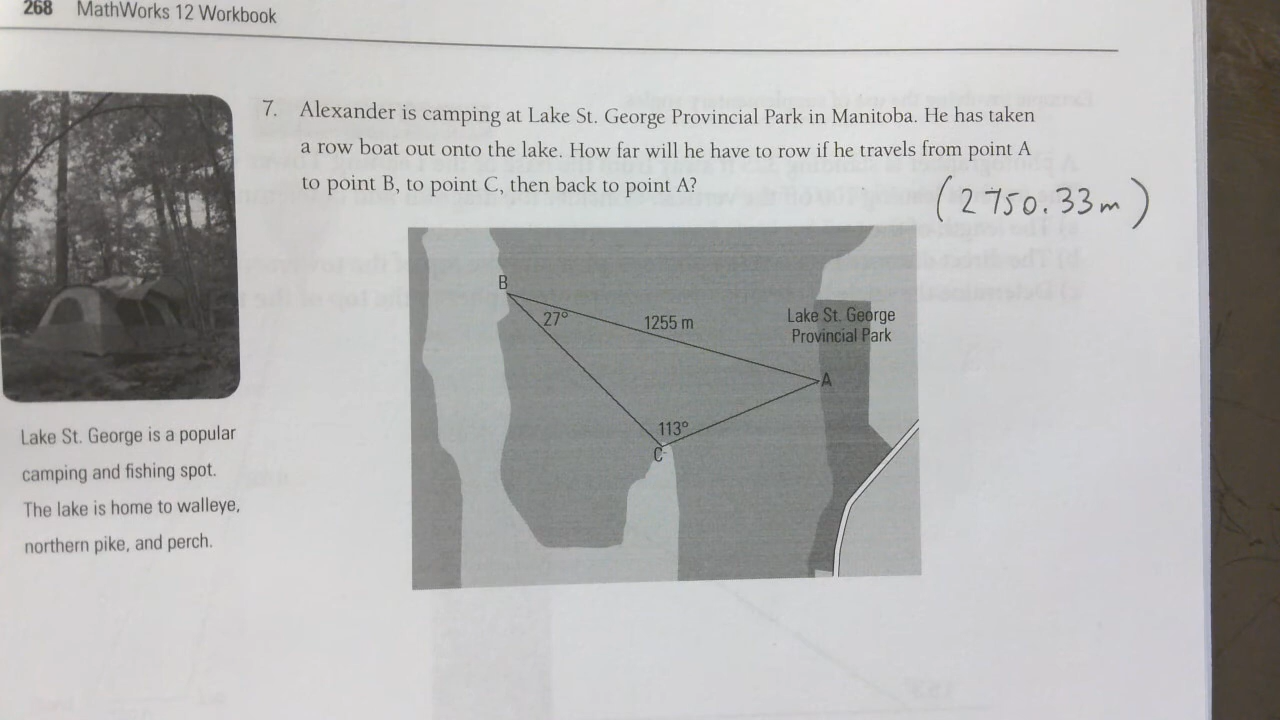 268 MathWorks 12 Workbook
7. Alexander is camping at Lake St. George Provincial Park in Manitoba. He has taken
a row boat out onto the lake. How far will he have to row if he travels from point A
to point B, to point C, then back to point A?
(2750.33m)
B
27°
1255 m
Lake St. George
Provincial Park
A
113°
C
Lake St. George is a popular
camping and fishing spot.
The lake is home to walleye,
northern pike, and perch.